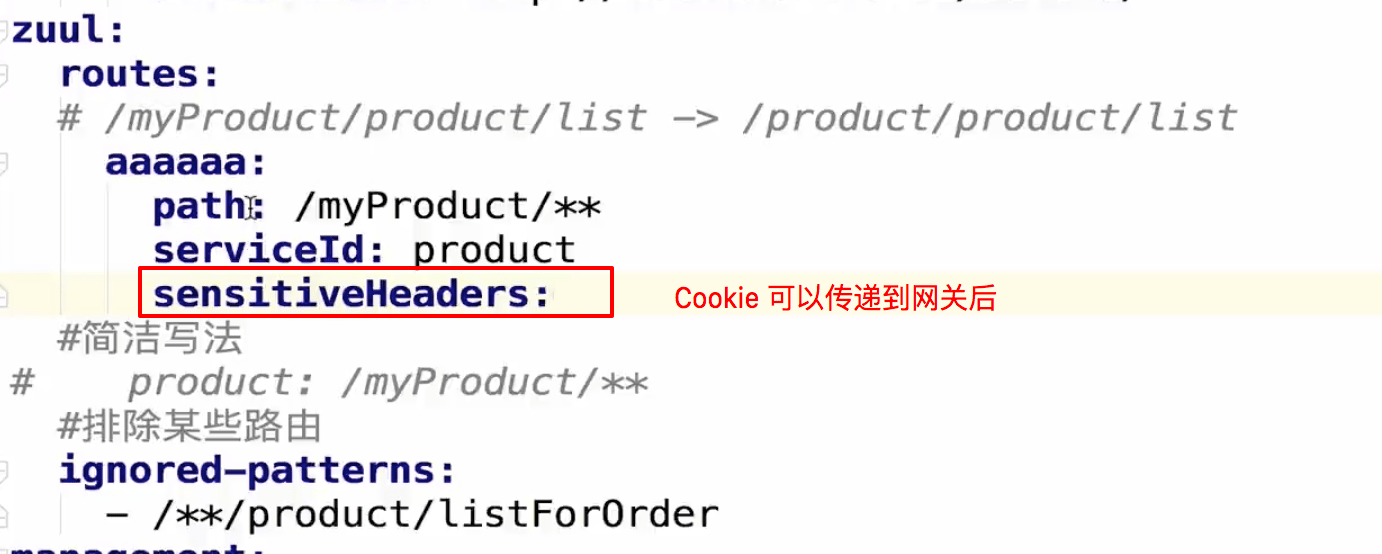 zuul:
routes:
# /myProduct/product/list -> /product/product/list
aaaaaa:
path: /myProduct/**
serviceId: product
sensitiveHeaders:
Cookie 可以传递到网关后
#简洁写法
# product: /myProduct/**
#排除某些路由
ignored-patterns:
- /**/product/listForOrder
management: